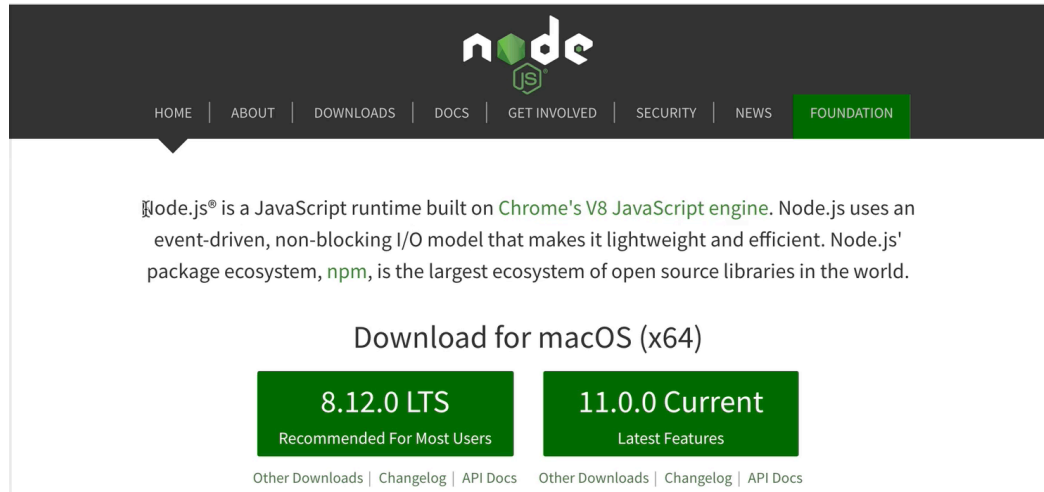 node
JS®
HOME | ABOUT | DOWNLOADS | DOCS | GET INVOLVED | SECURITY | NEWS FOUNDATION
Node.js® is a JavaScript runtime built on Chrome's V8 JavaScript engine. Node.js uses an
event-driven, non-blocking I/O model that makes it lightweight and efficient. Node.js'
package ecosystem, npm, is the largest ecosystem of open source libraries in the world.
Download for macOS (x64)
8.12.0 LTS
Recommended For Most Users
11.0.0 Current
Latest Features
Other Downloads | Changelog | API Docs
Other Downloads | Changelog | API Docs